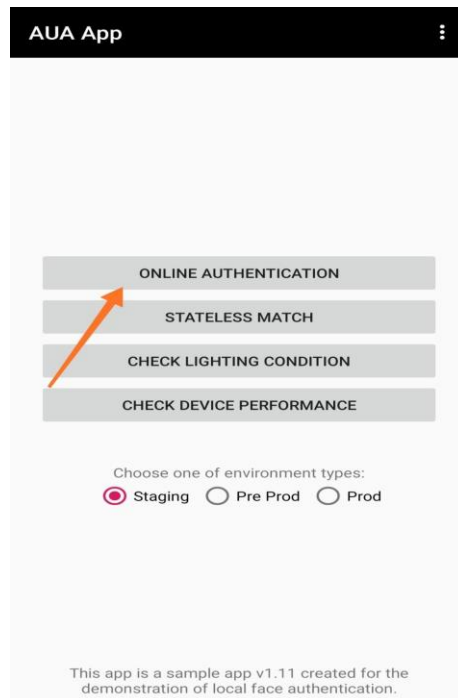 AUA App
ONLINE AUTHENTICATION
STATELESS MATCH
CHECK LIGHTING CONDITION
CHECK DEVICE PERFORMANCE
Choose one of environment types:
Staging Pre Prod Prod
This app is a sample app v1.11 created for the
demonstration of local face authentication.